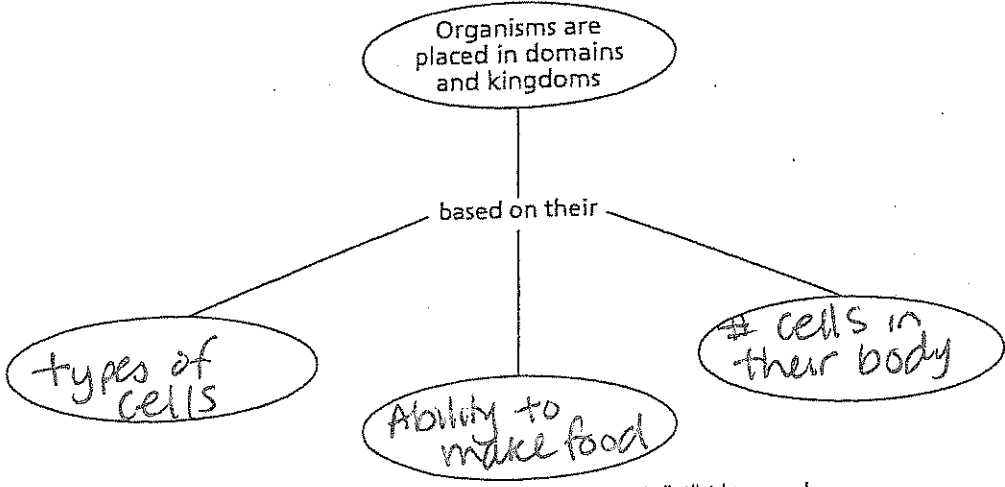 Organisms are
placed in domains
and kingdoms
based on their
types of
cells
Ability to
make food
# cells in
their body